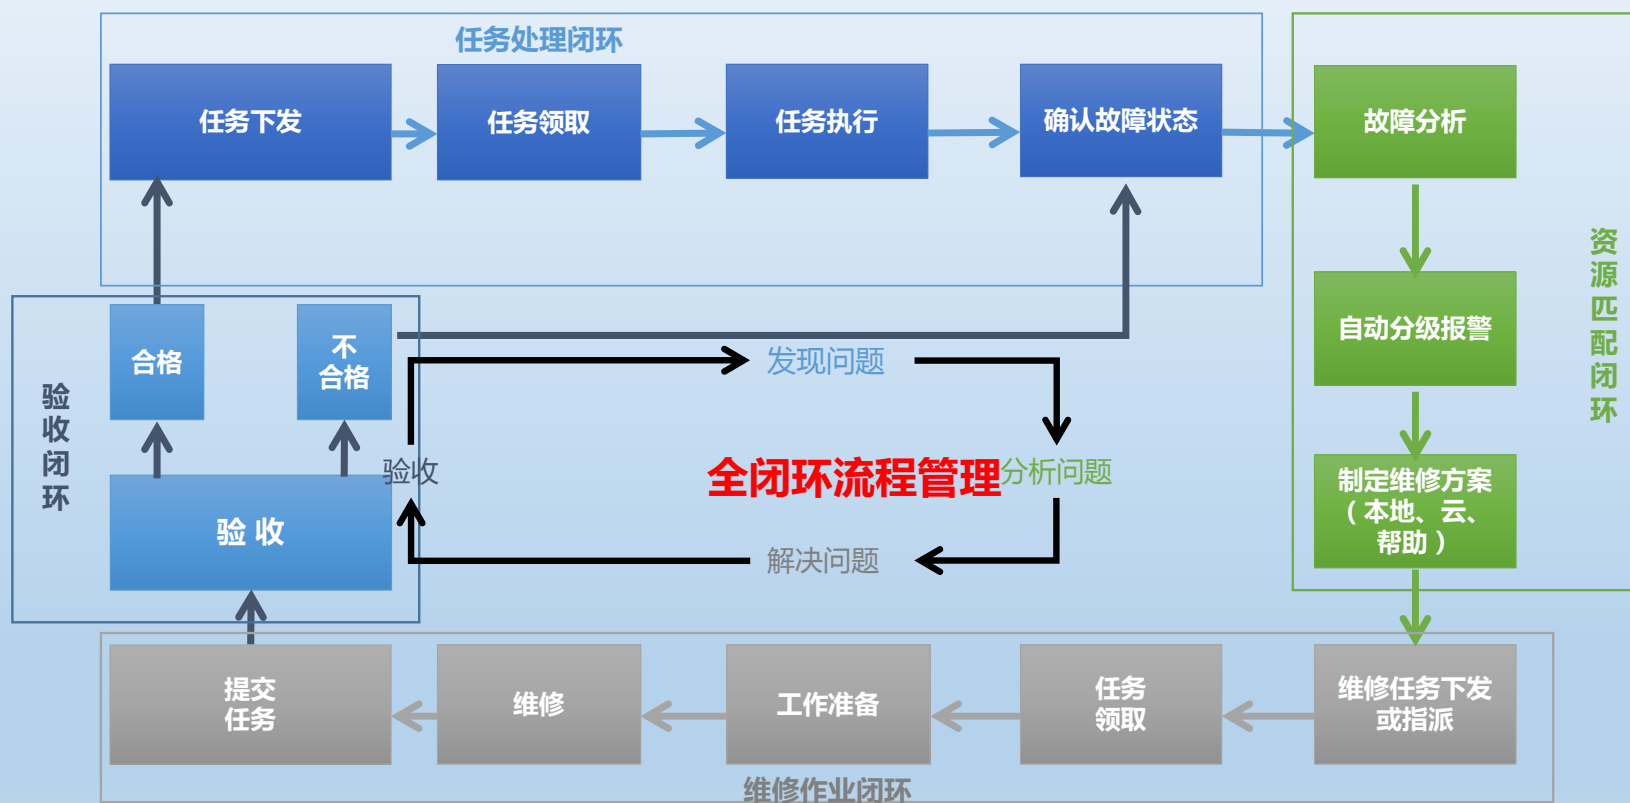 任务处理闭环
任务下发
任务领取
任务执行
确认故障状态
故障分析
资源匹配闭环
自动分级报警
制定维修方案
（本地、云、
帮助）
合格
不
合格
验收闭环
验 收
发现问题
验收
全闭环流程管理
分析问题
解决问题
提交
任务
维修
工作准备
任务
领取
维修任务下发
或指派
维修作业闭环